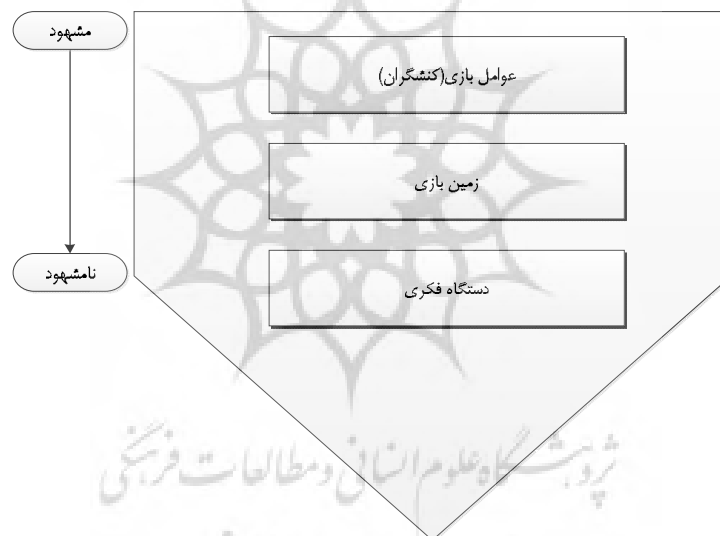 مشهود
عوامل بازی(کنشگران)
زمین بازی
نامشهود
دستگاه فکری
پژوهشگاه علوم انسانی و مطالعات فرهنگی